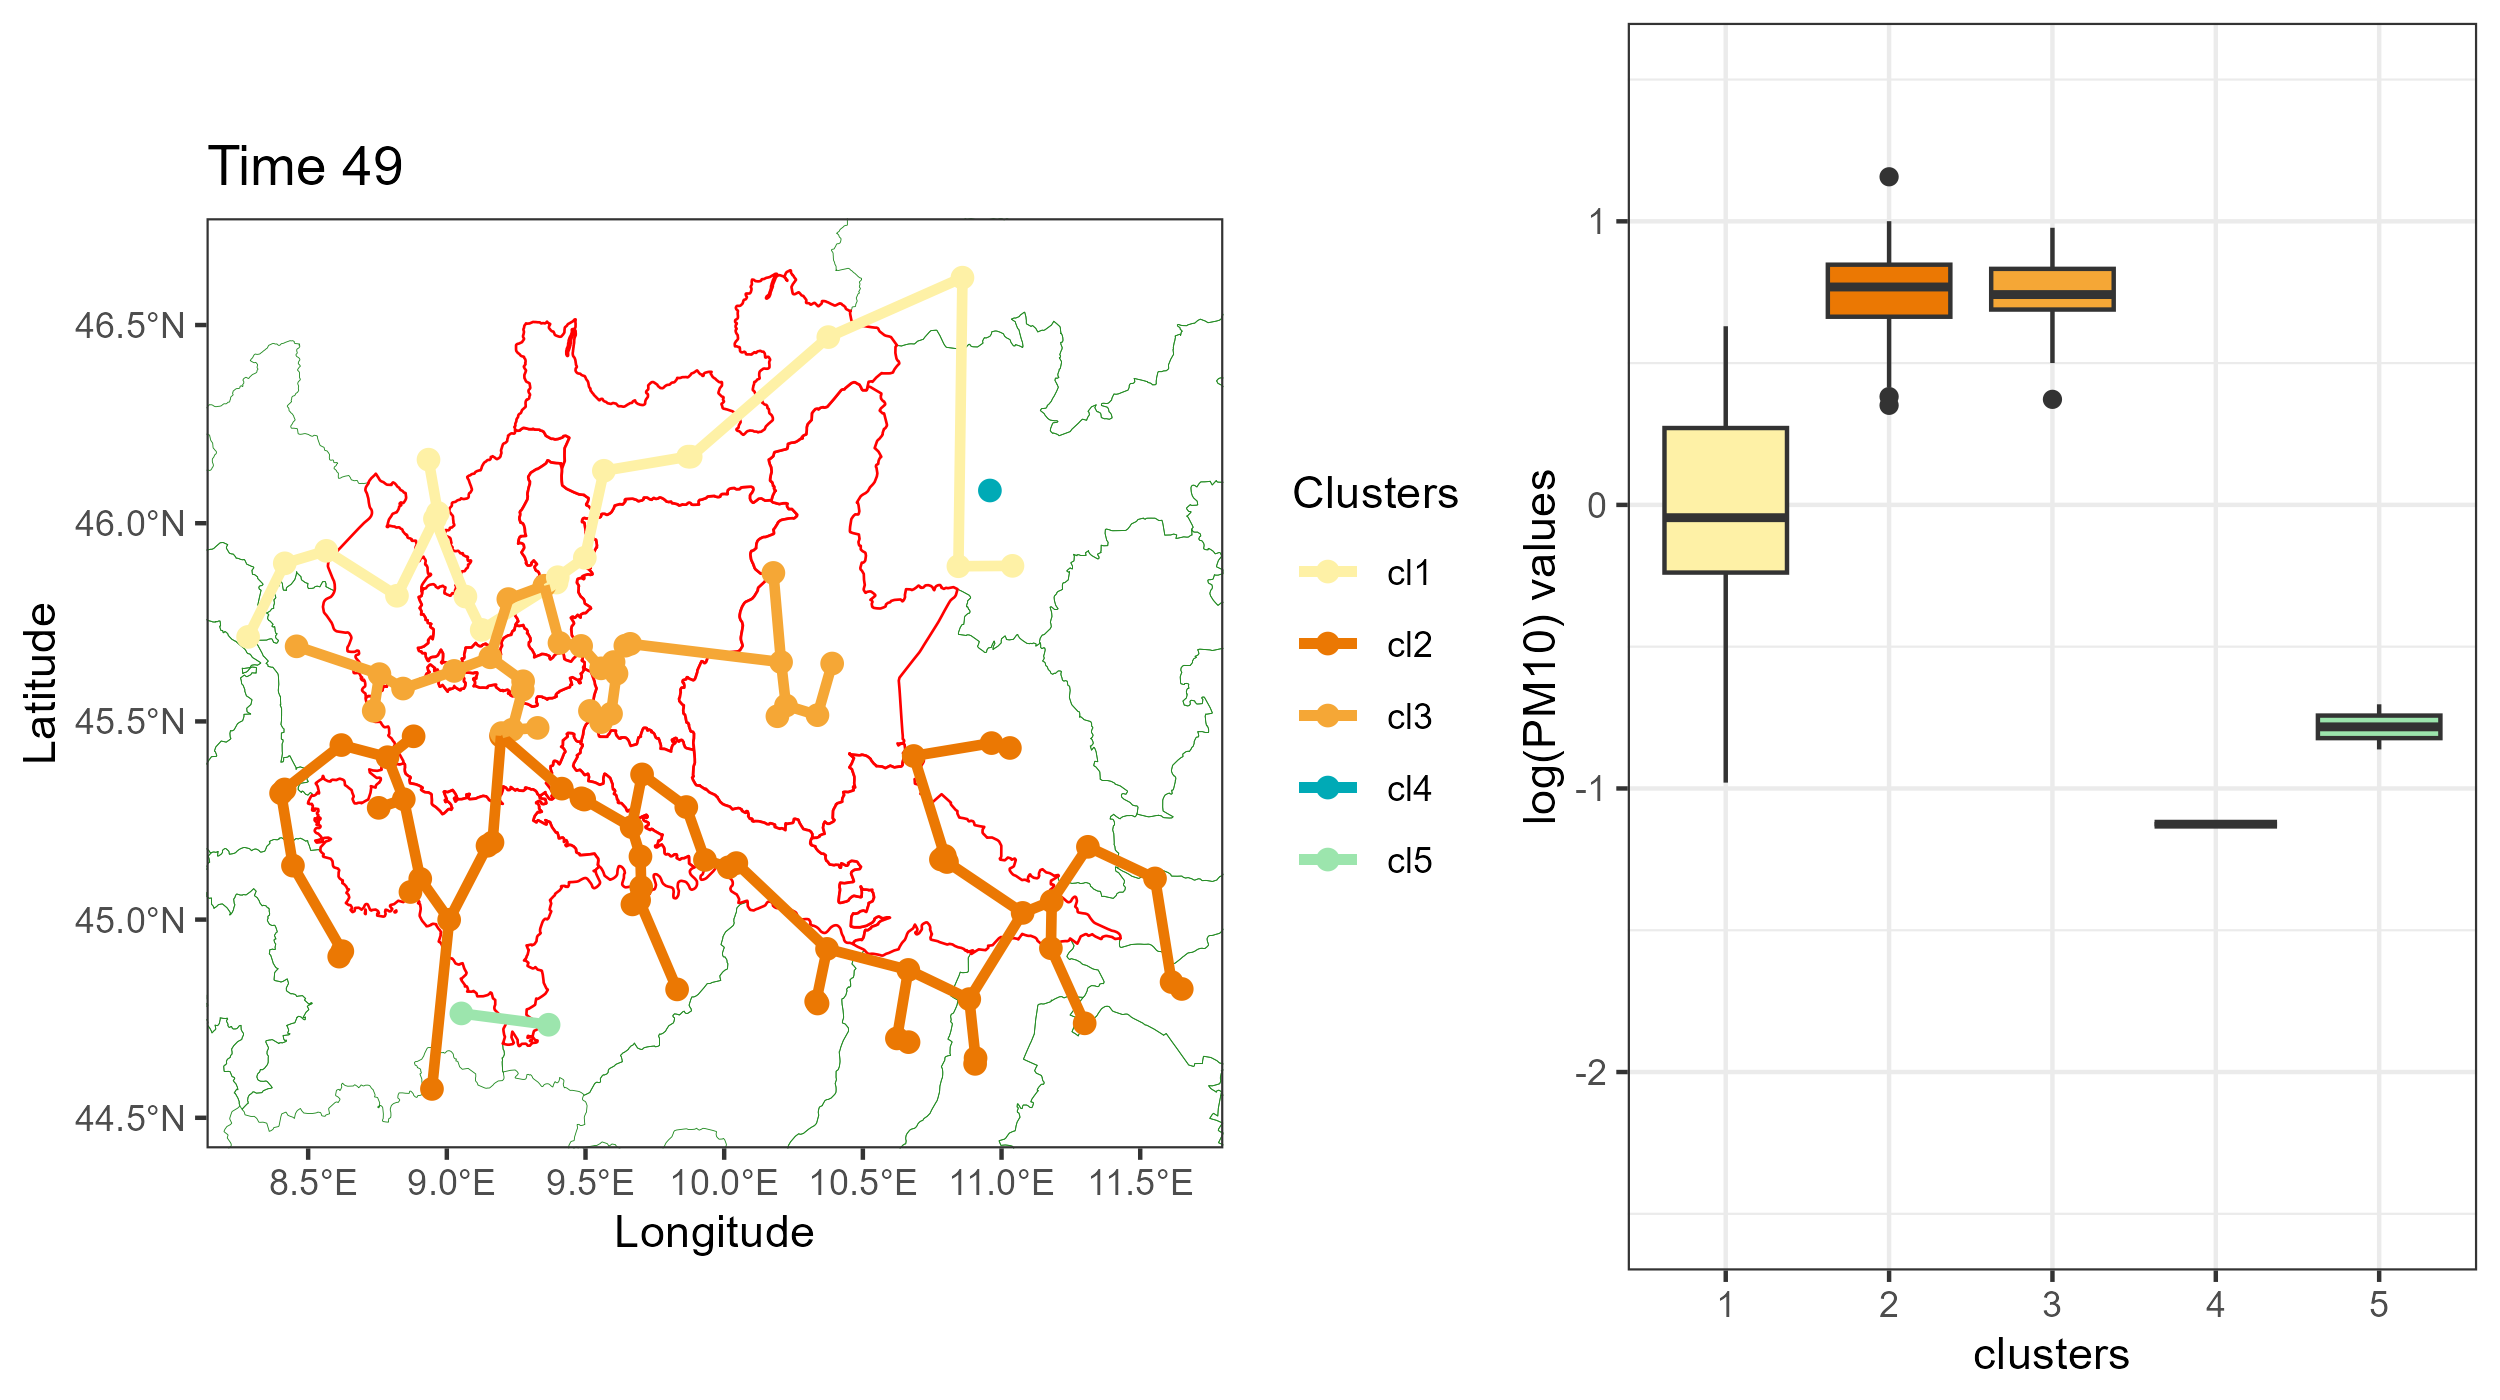 Time 49
46.5°N
46.0°N
45.5°N
45.0°N
44.5°N
Latitude
8.5°E 9.0°E 9.5°E 10.0°E 10.5°E 11.0°E 11.5°E
Longitude
Clusters
cl1
cl2
cl3
cl4
cl5
1
0
-1
-2
log(PM10) values
1 2 3 4 5
clusters